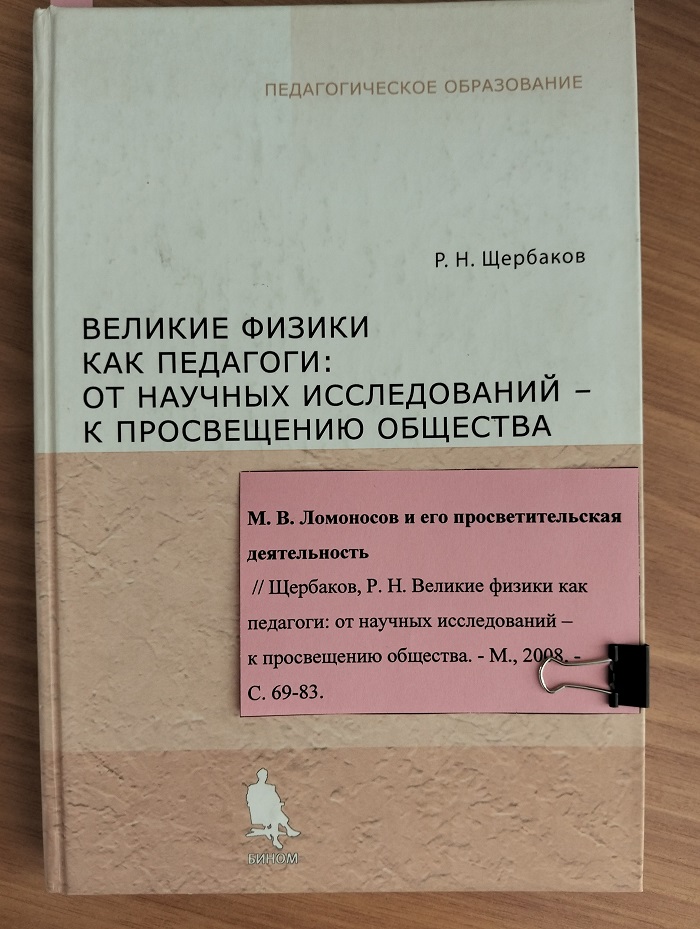 ПЕДАГОГИЧЕСКОЕ ОБРАЗОВАНИЕ
Р. Н. Щербаков
ВЕЛИКИЕ ФИЗИКИ
КАК ПЕДАГОГИ:
ОТ НАУЧНЫХ ИССЛЕДОВАНИЙ –
К ПРОСВЕЩЕНИЮ ОБЩЕСТВА
М. В. Ломоносов и его просветительская
деятельность
// Щербаков, Р. Н. Великие физики как
педагоги: от научных исследований –
к просвещению общества. - М., 2008. -
С. 69-83.
БИНОМ